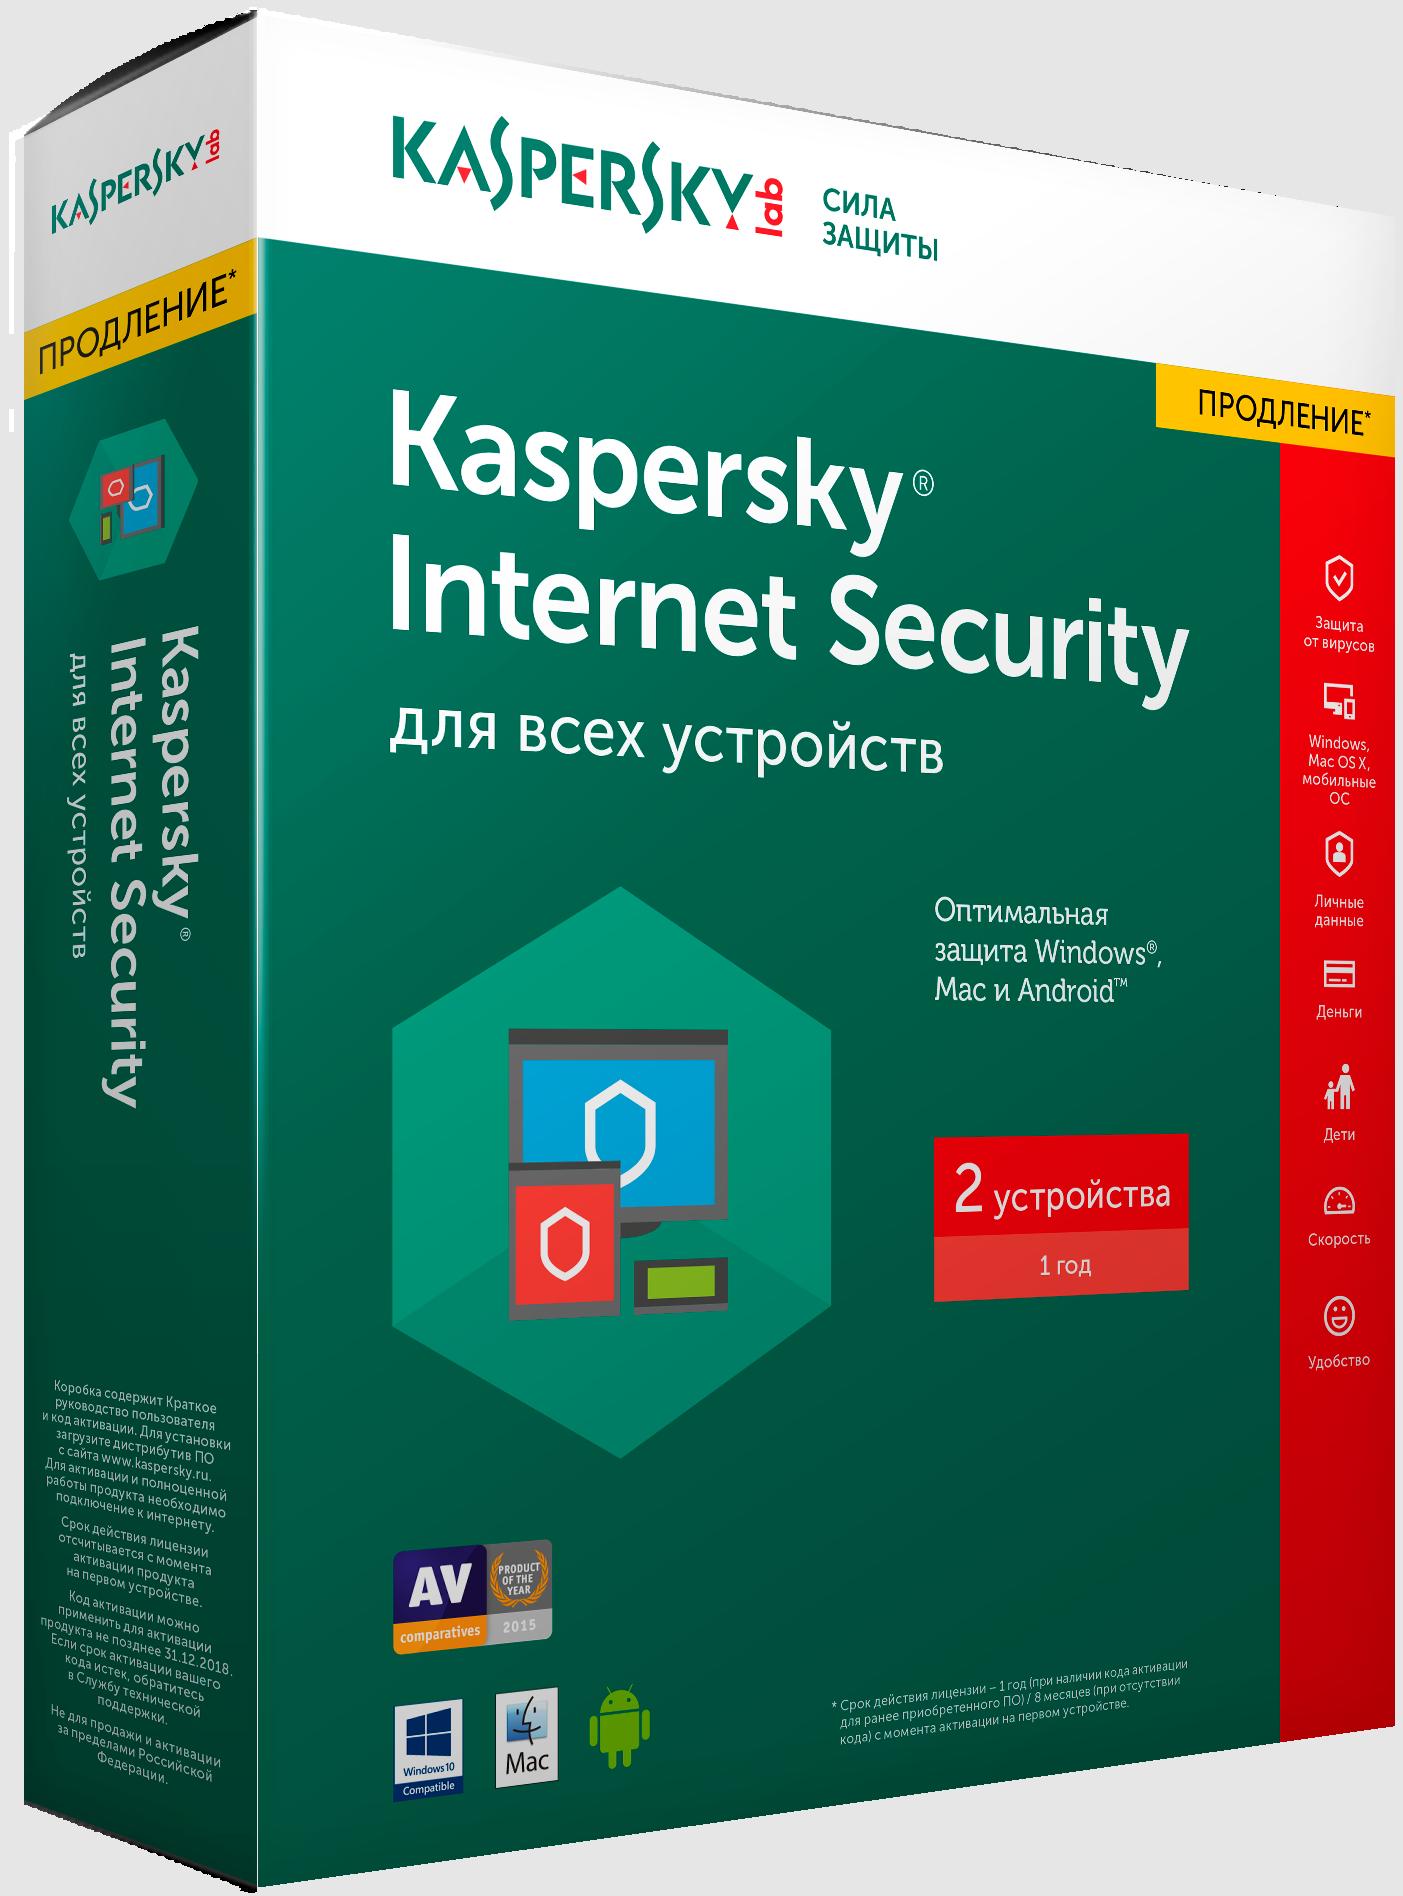 KASPERSKY lab
ПРОДЛЕНИЕ*
Kaspersky®
Internet Security
для всех устройств
Коробка содержит Краткое
руководство пользователя
и код активации. Для установки
загрузите дистрибутив ПО
с сайта www.kaspersky.ru.
Для активации и полноценной
работы продукта необходимо
подключение к интернету.
Срок действия лицензии
отсчитывается с момента
активации продукта
на первом устройстве.
Код активации можно
применить для активации
продукта не позднее 31.12.2018.
Если срок активации вашего
кода истек, обратитесь
в Службу технической
поддержки.
Не для продажи и активации
за пределами Российской
Федерации.
KASPERSKY lab
СИЛА
ЗАЩИТЫ
ПРОДЛЕНИЕ*
Kaspersky®
Internet Security
для всех устройств
Оптимальная
защита Windows®,
Mac и Android™
2 устройства
1 год
Защита
от вирусов
Windows,
Mac OS X,
мобильные
ОС
Личные
данные
Деньги
Дети
Скорость
Удобство
AV
comparatives
PRODUCT
OF THE
YEAR
2015
Windows 10
Compatible
Mac
* Срок действия лицензии – 1 год (при наличии кода активации
для ранее приобретенного ПО) / 8 месяцев (при отсутствии
кода) с момента активации на первом устройстве.